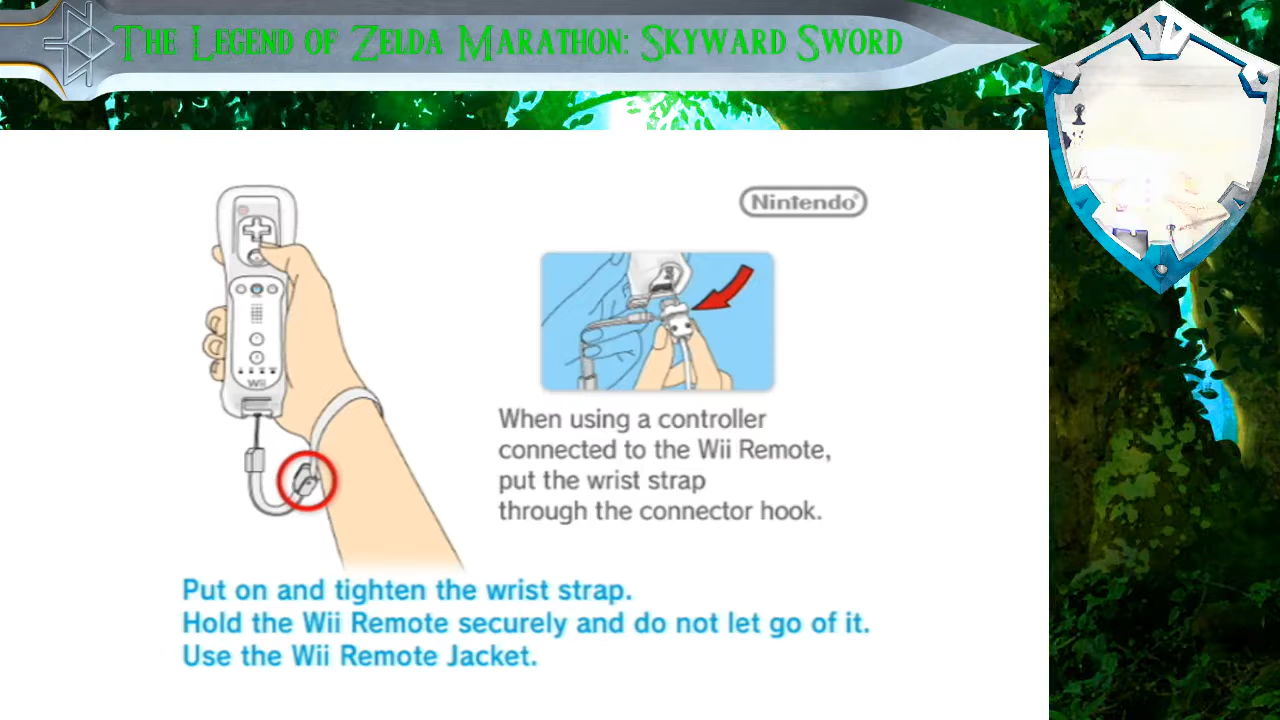 The Legend of Zelda Marathon: Skyward Sword
Nintendo®
Wii
When using a controller
connected to the Wii Remote,
put the wrist strap
through the connector hook.
Put on and tighten the wrist strap.
Hold the Wii Remote securely and do not let go of it.
Use the Wii Remote Jacket.